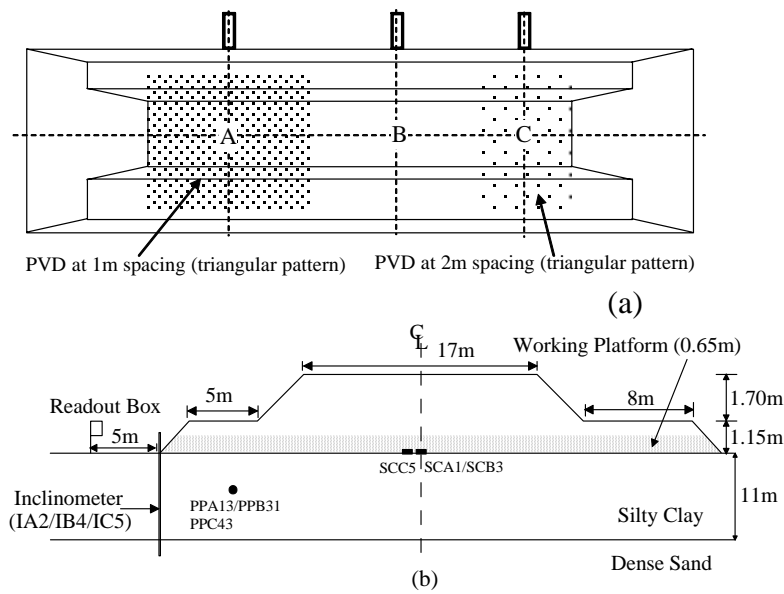 A
B
C
PVD at 1m spacing (triangular pattern)
PVD at 2m spacing (triangular pattern)
(a)
CL
17m
Working Platform (0.65m)
5m
8m
1.70m
Readout Box
5m
1.15m
SCC5
SCA1/SCB3
11m
Inclinometer
(IA2/IB4/IC5)
PPA13/PPB31
PPC43
Silty Clay
Dense Sand
(b)